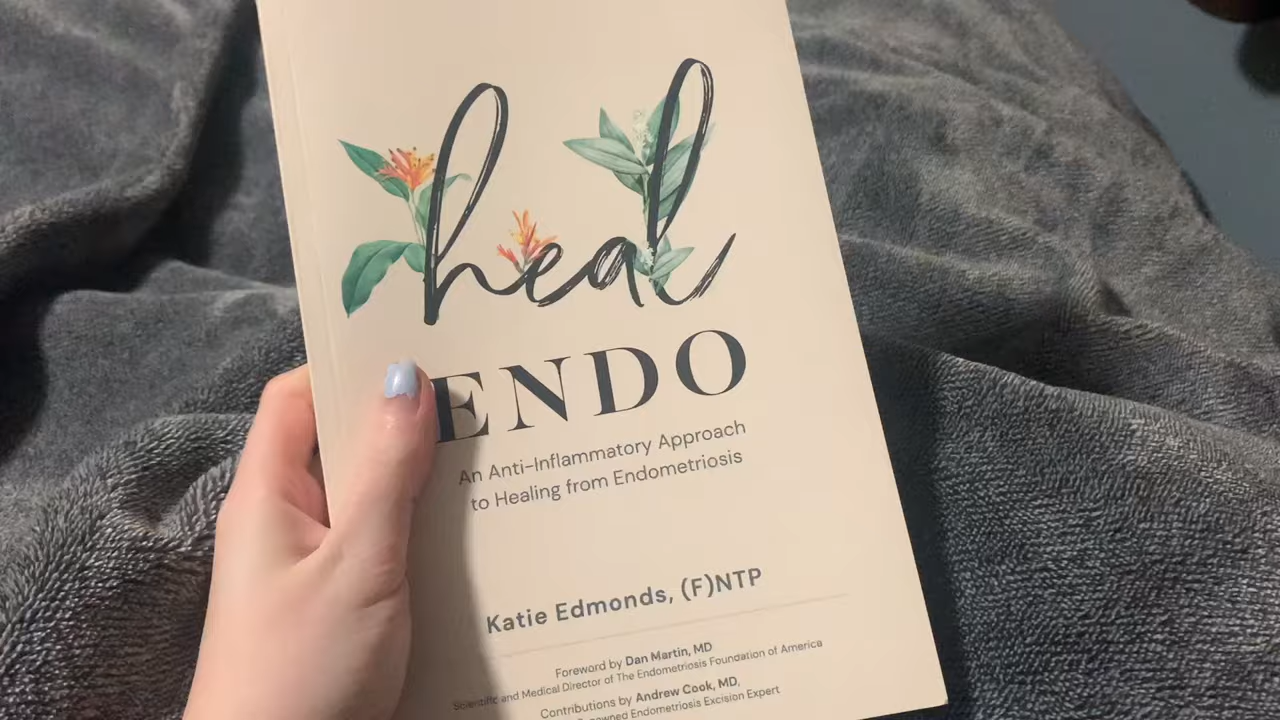 heal
ENDO
An Anti-Inflammatory Approach
to Healing from Endometriosis
Katie Edmonds, (F)NTP
Foreword by Dan Martin, MD
Scientific and Medical Director of The Endometriosis Foundation of America
Contributions by Andrew Cook, MD,
Endometriosis Excision Expert